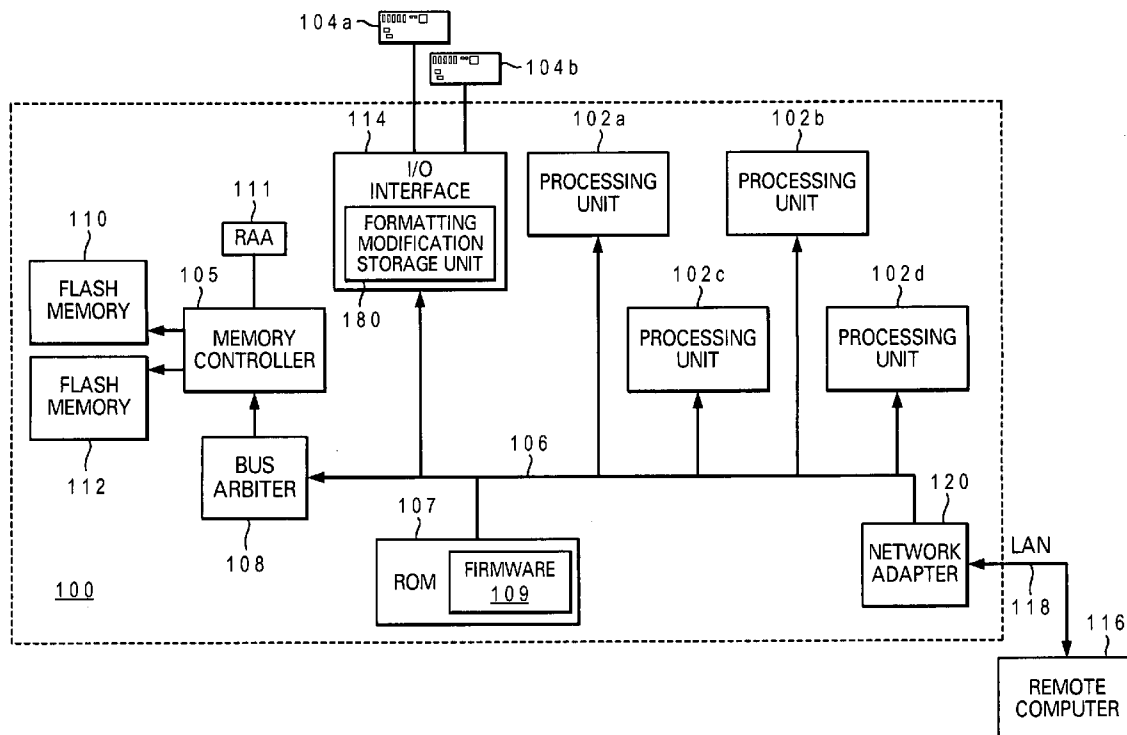 104a
104b
114
I/O
INTERFACE
FORMATTING
MODIFICATION
STORAGE UNIT
180
102a
PROCESSING
UNIT
102b
PROCESSING
UNIT
111
RAA
110
FLASH
MEMORY
105
MEMORY
CONTROLLER
102c
PROCESSING
UNIT
102d
PROCESSING
UNIT
FLASH
MEMORY
112
BUS
ARBITER
108
106
107
ROM
FIRMWARE
109
120
NETWORK
ADAPTER
LAN
118
100
116
REMOTE
COMPUTER